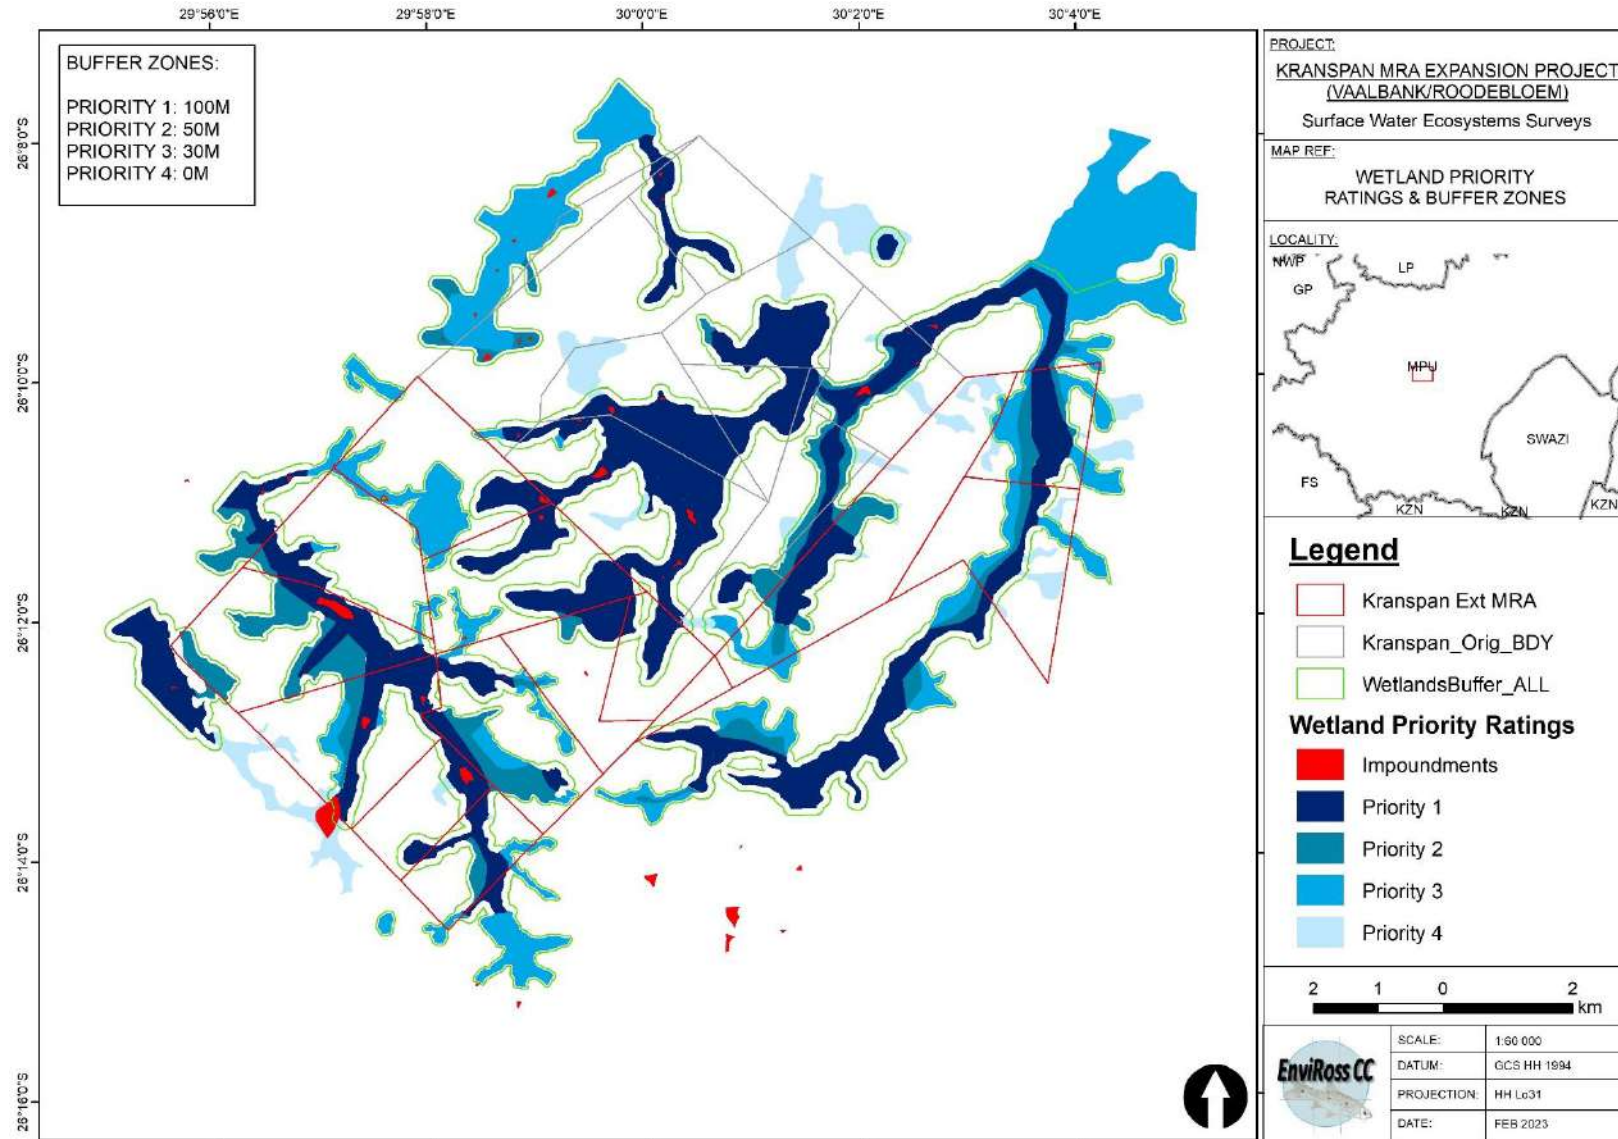 29°56'0"E 29°58'0"E 30°0'0"E 30°2'0"E 30°4'0"E
BUFFER ZONES:
PRIORITY 1: 100M
PRIORITY 2: 50M
PRIORITY 3: 30M
PRIORITY 4: 0M
26°8'0"S
26°10'0"S
26°12'0"S
26°14'0"S
26°16'0"S
PROJECT:
KRANSPAN MRA EXPANSION PROJECT
(VAALBANK/ROODEBLOEM)
Surface Water Ecosystems Surveys
MAP REF:
WETLAND PRIORITY
RATINGS & BUFFER ZONES
LOCALITY:
NWP
LP
GP
MPU
SWAZI
FS
KZN
KZN
KZN
Legend
Kranspan Ext MRA
Kranspan_Orig_BDY
WetlandsBuffer_ALL
Wetland Priority Ratings
Impoundments
Priority 1
Priority 2
Priority 3
Priority 4
2 1 0 2
km
EnviRoss CC
SCALE: 1:60 000
DATUM: GCS HH 1994
PROJECTION: HH Lo31
DATE: FEB 2023